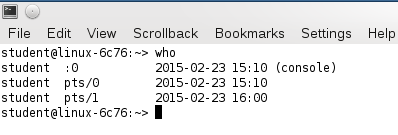 File Edit View Scrollback Bookmarks Settings Help
student@linux-6c76:~> who
student  :0           2015-02-23 15:10 (console)
student  pts/0        2015-02-23 15:10
student  pts/1        2015-02-23 16:00
student@linux-6c76:~>